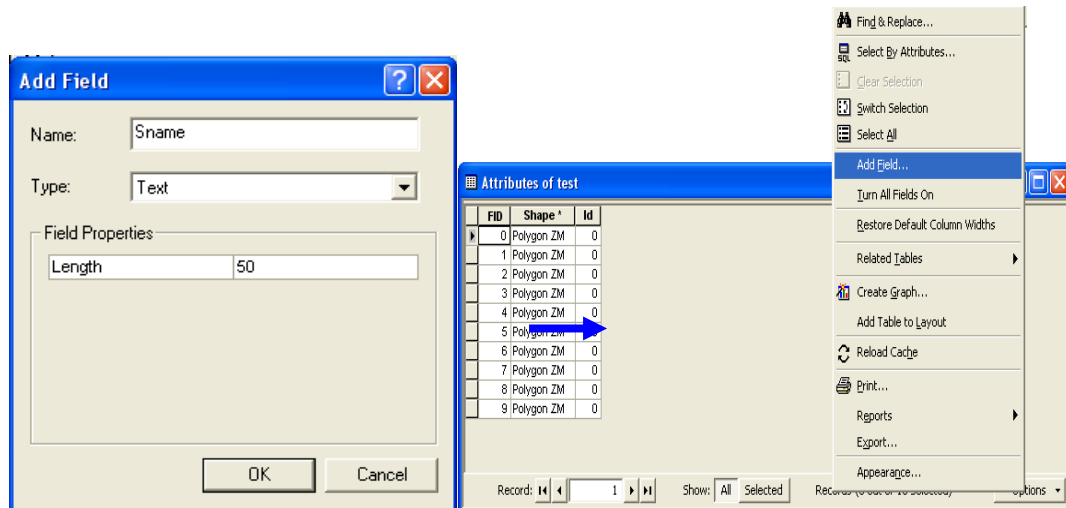 Add Field
Name: Sname
Type: Text
Field Properties
Length 50
OK Cancel
Attributes of test
FID Shape * Id
0 Polygon ZM 0
1 Polygon ZM 0
2 Polygon ZM 0
3 Polygon ZM 0
4 Polygon ZM 0
5 Polygon ZM
6 Polygon ZM 0
7 Polygon ZM 0
8 Polygon ZM 0
9 Polygon ZM 0
Record: 1 Show: All Selected
Find & Replace...
SQL Select By Attributes...
Clear Selection
Switch Selection
Select All
Add Field...
Turn All Fields On
Restore Default Column Widths
Related Tables
Create Graph...
Add Table to Layout
Reload Cache
Print...
Reports
Export...
Appearance...